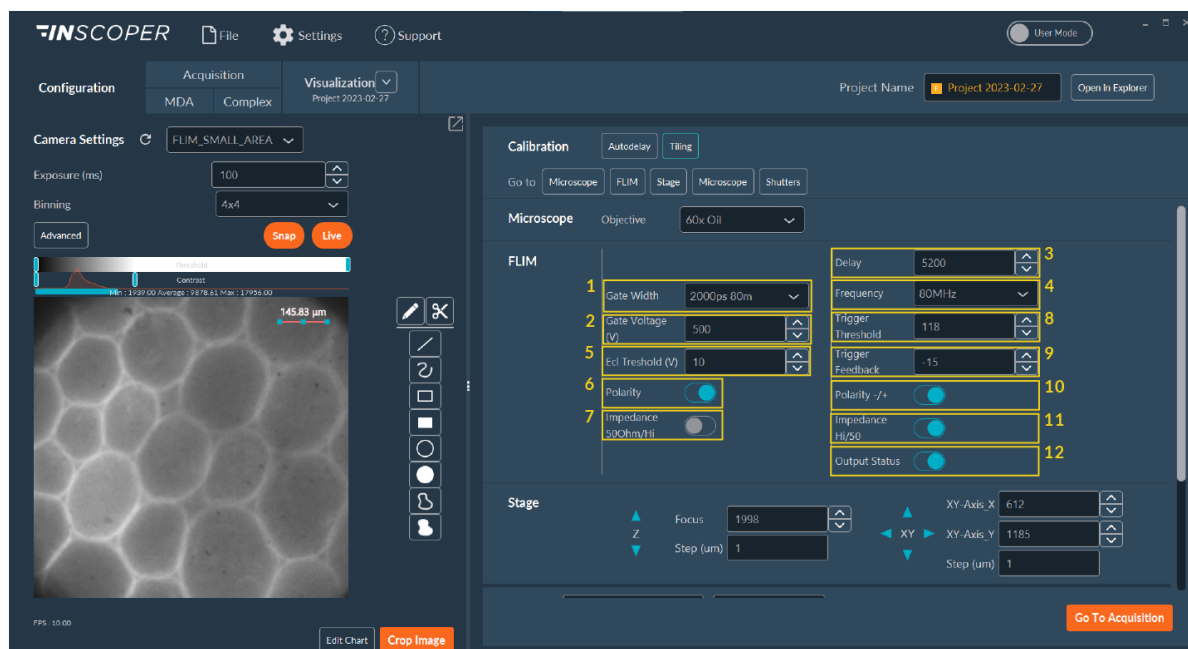 INSCOPER File Settings ? Support User Mode
Configuration Acquisition MDA Complex Visualization Project 2023-02-27 Project Name Project 2023-02-27 Open In Explorer
Camera Settings FLIM_SMALL_AREA
Exposure (ms) 100
Binning 4x4
Advanced Snap Live
Threshold
Contrast
Min : 1939.00 Average : 9878.61 Max : 17956.00
145.83 µm
FPS : 10.00
Edit Chart Crop Image
Calibration Autodelay Tiling
Go to Microscope FLIM Stage Microscope Shutters
Microscope Objective 60x Oil
FLIM
1 Gate Width 2000ps 80m
2 Gate Voltage (V) 500
Delay 5200 3
Frequency 80MHz 4
5 Ecl Treshold (V) 10
6 Polarity
7 Impedance 50Ohm/Hi
Trigger Threshold 118 8
Trigger Feedback -15 9
Polarity -/+ 10
Impedance Hi/50 11
Output Status 12
Stage
Z Focus 1998
Step (um) 1
XY XY-Axis_X 612
XY-Axis_Y 1185
Step (um) 1
Go To Acquisition